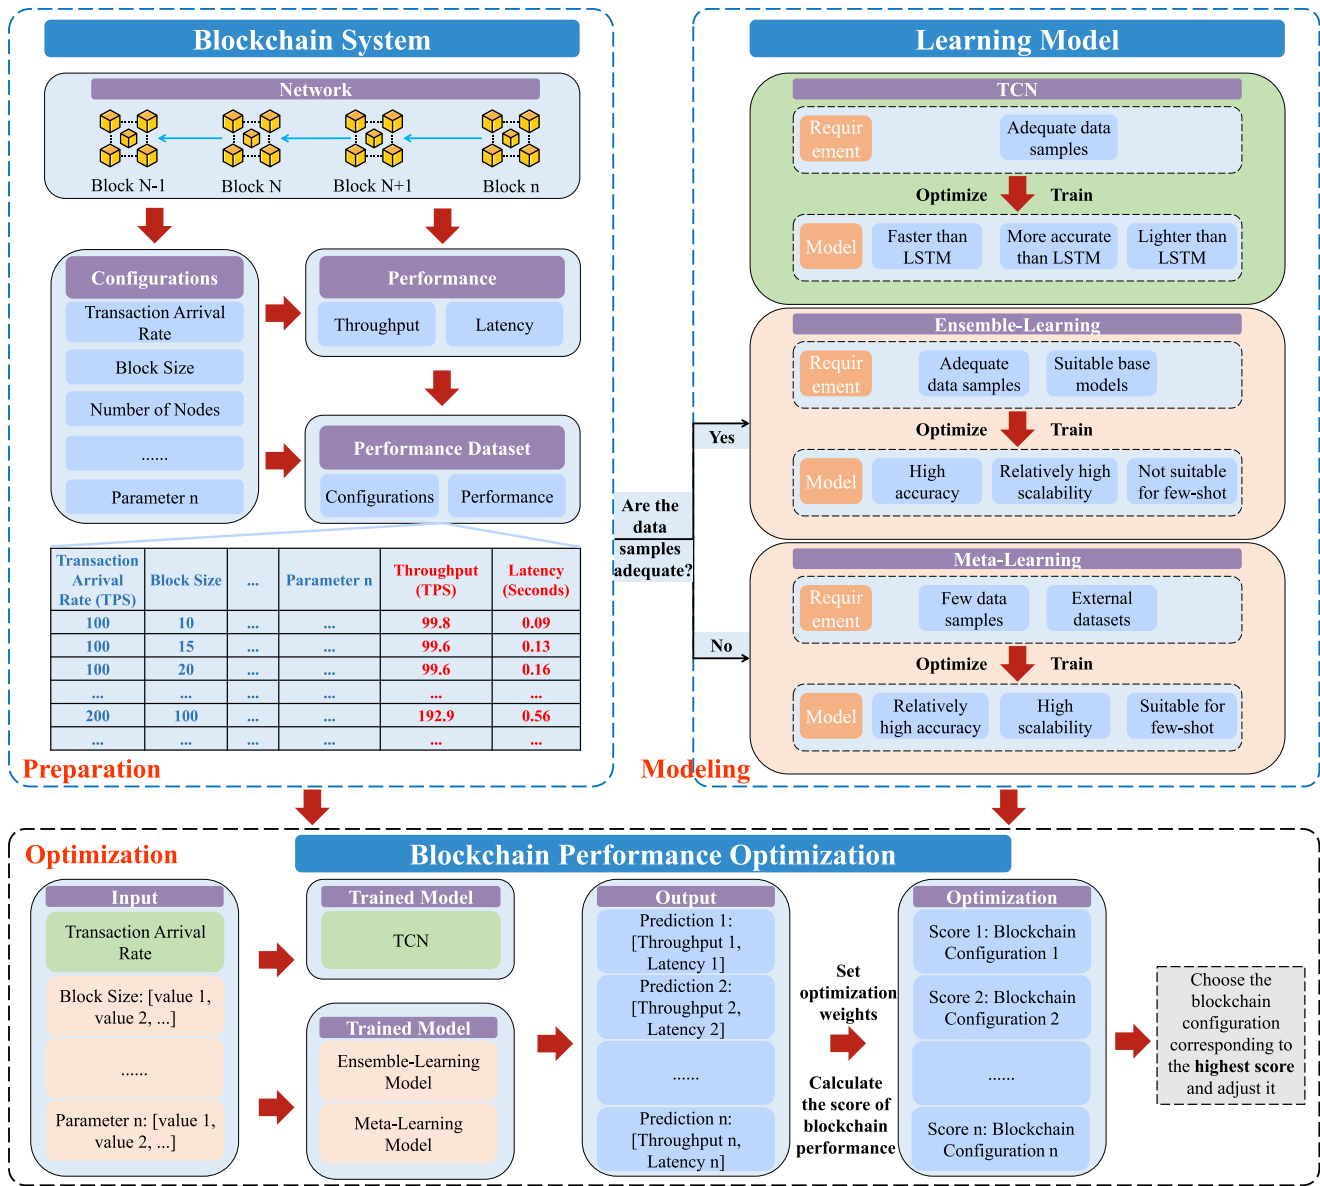 Blockchain System
Network
Block N-1
Block N
Block N+1
Block n
Configurations
Transaction Arrival
Rate
Block Size
Number of Nodes
......
Parameter n
Performance
Throughput
Latency
Performance Dataset
Configurations
Performance
Transaction
Arrival
Rate (TPS)
Block Size
...
Parameter n
Throughput
(TPS)
Latency
(Seconds)
100 10 ... ... 99.8 0.09
100 15 ... ... 99.6 0.13
100 20 ... ... 99.6 0.16
... ... ... ... ... ...
200 100 ... ... 192.9 0.56
... ... ... ... ... ...
Preparation
Are the
data
samples
adequate?
Yes
No
Learning Model
TCN
Requir
ement
Adequate data
samples
Optimize
Train
Model
Faster than
LSTM
More accurate
than LSTM
Lighter than
LSTM
Ensemble-Learning
Requir
ement
Adequate
data samples
Suitable base
models
Optimize
Train
Model
High
accuracy
Relatively high
scalability
Not suitable
for few-shot
Meta-Learning
Requir
ement
Few data
samples
External
datasets
Optimize
Train
Model
Relatively
high accuracy
High
scalability
Suitable for
few-shot
Modeling
Optimization
Blockchain Performance Optimization
Input
Transaction Arrival
Rate
Block Size: [value 1,
value 2, ...]
......
Parameter n: [value 1,
value 2, ...]
Trained Model
TCN
Trained Model
Ensemble-Learning
Model
Meta-Learning
Model
Output
Prediction 1:
[Throughput 1,
Latency 1]
Prediction 2:
[Throughput 2,
Latency 2]
......
Prediction n:
[Throughput n,
Latency n]
Set
optimization
weights
Calculate
the score of
blockchain
performance
Optimization
Score 1: Blockchain
Configuration 1
Score 2: Blockchain
Configuration 2
......
Score n: Blockchain
Configuration n
Choose the
blockchain
configuration
corresponding to
the highest score
and adjust it